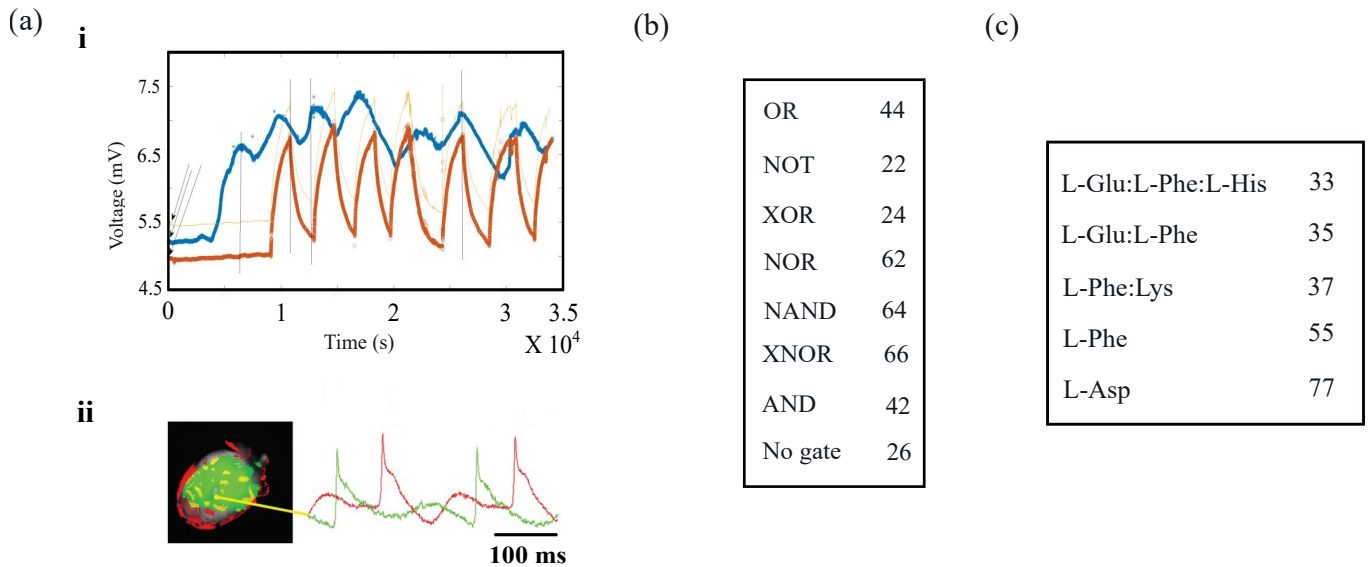 (a)
i
Voltage (mV)
7.5
6.5
5.5
4.5
0
1
2
3
3.5
Time (s)
X 10⁴
ii
100 ms
(b)
OR 44
NOT 22
XOR 24
NOR 62
NAND 64
XNOR 66
AND 42
No gate 26
(c)
L-Glu:L-Phe:L-His 33
L-Glu:L-Phe 35
L-Phe:Lys 37
L-Phe 55
L-Asp 77